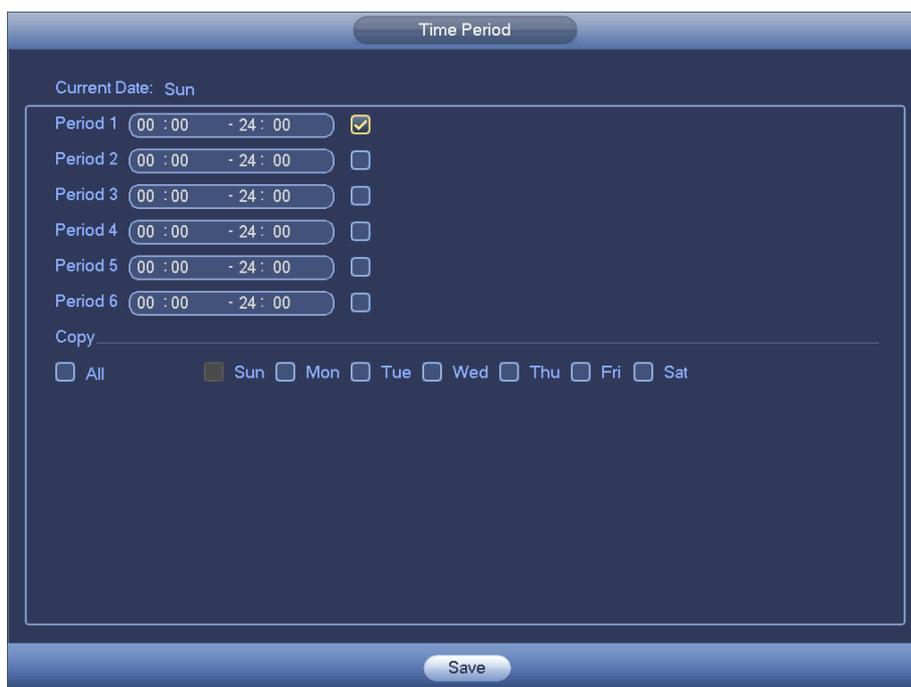 Time Period
Current Date: Sun
Period 1 00 :00 - 24 : 00
Period 2 00 :00 - 24 : 00
Period 3 00 :00 - 24 : 00
Period 4 00 :00 - 24 : 00
Period 5 00 :00 - 24 : 00
Period 6 00 :00 - 24 : 00
Copy
All Sun Mon Tue Wed Thu Fri Sat
Save